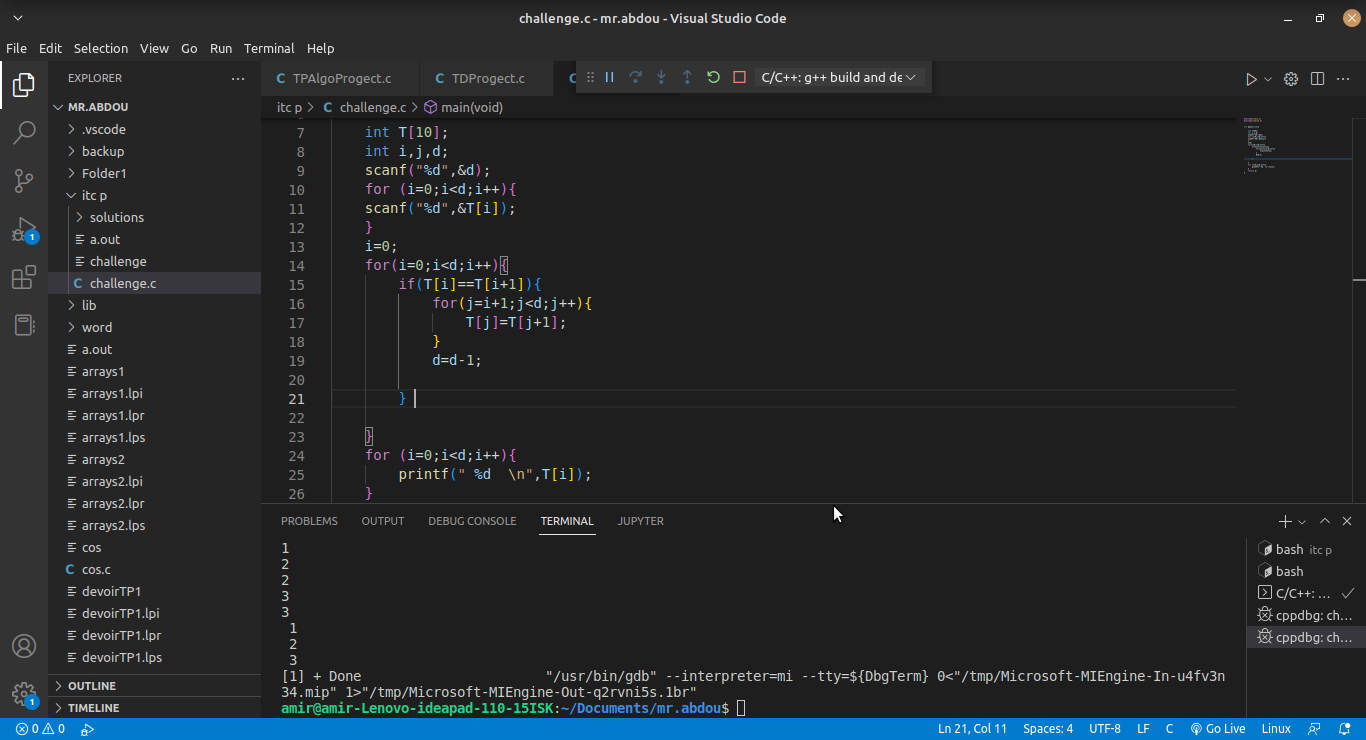 challenge.c - mr.abdou - Visual Studio Code
File Edit Selection View Go Run Terminal Help
EXPLORER
MR.ABDOU
.vscode
backup
Folder1
itc p
solutions
a.out
challenge
challenge.c
lib
word
a.out
arrays1
arrays1.lpi
arrays1.lpr
arrays1.lps
arrays2
arrays2.lpi
arrays2.lpr
arrays2.lps
cos
cos.c
devoirTP1
devoirTP1.lpi
devoirTP1.lpr
devoirTP1.lps
OUTLINE
TIMELINE
C TPAlgoProgect.c C TDProgect.c C
C/C++: g++ build and de
itc p > C challenge.c > main(void)
7 int T[10];
8 int i,j,d;
9 scanf("%d",&d);
10 for (i=0;i<d;i++){
11 scanf("%d",&T[i]);
12 }
13 i=0;
14 for(i=0;i<d;i++){
15 if(T[i]==T[i+1]){
16 for(j=i+1;j<d;j++){
17 T[j]=T[j+1];
18 }
19 d=d-1;
20
21 }
22
23 }
24 for (i=0;i<d;i++){
25 printf(" %d  \n",T[i]);
26 }
PROBLEMS OUTPUT DEBUG CONSOLE TERMINAL JUPYTER
1
2
2
3
3
1
2
3
[1] + Done "/usr/bin/gdb" --interpreter=mi --tty=${DbgTerm} 0<"/tmp/Microsoft-MIEngine-In-u4fv3n
34.mip" 1>"/tmp/Microsoft-MIEngine-Out-q2rvni5s.1br"
amir@amir-Lenovo-ideapad-110-15ISK:~/Documents/mr.abdou$
bash itc p
bash
C/C++: ...
cppdbg: ch...
cppdbg: ch...
1
1
0 0
Ln 21, Col 11 Spaces: 4 UTF-8 LF C Go Live Linux